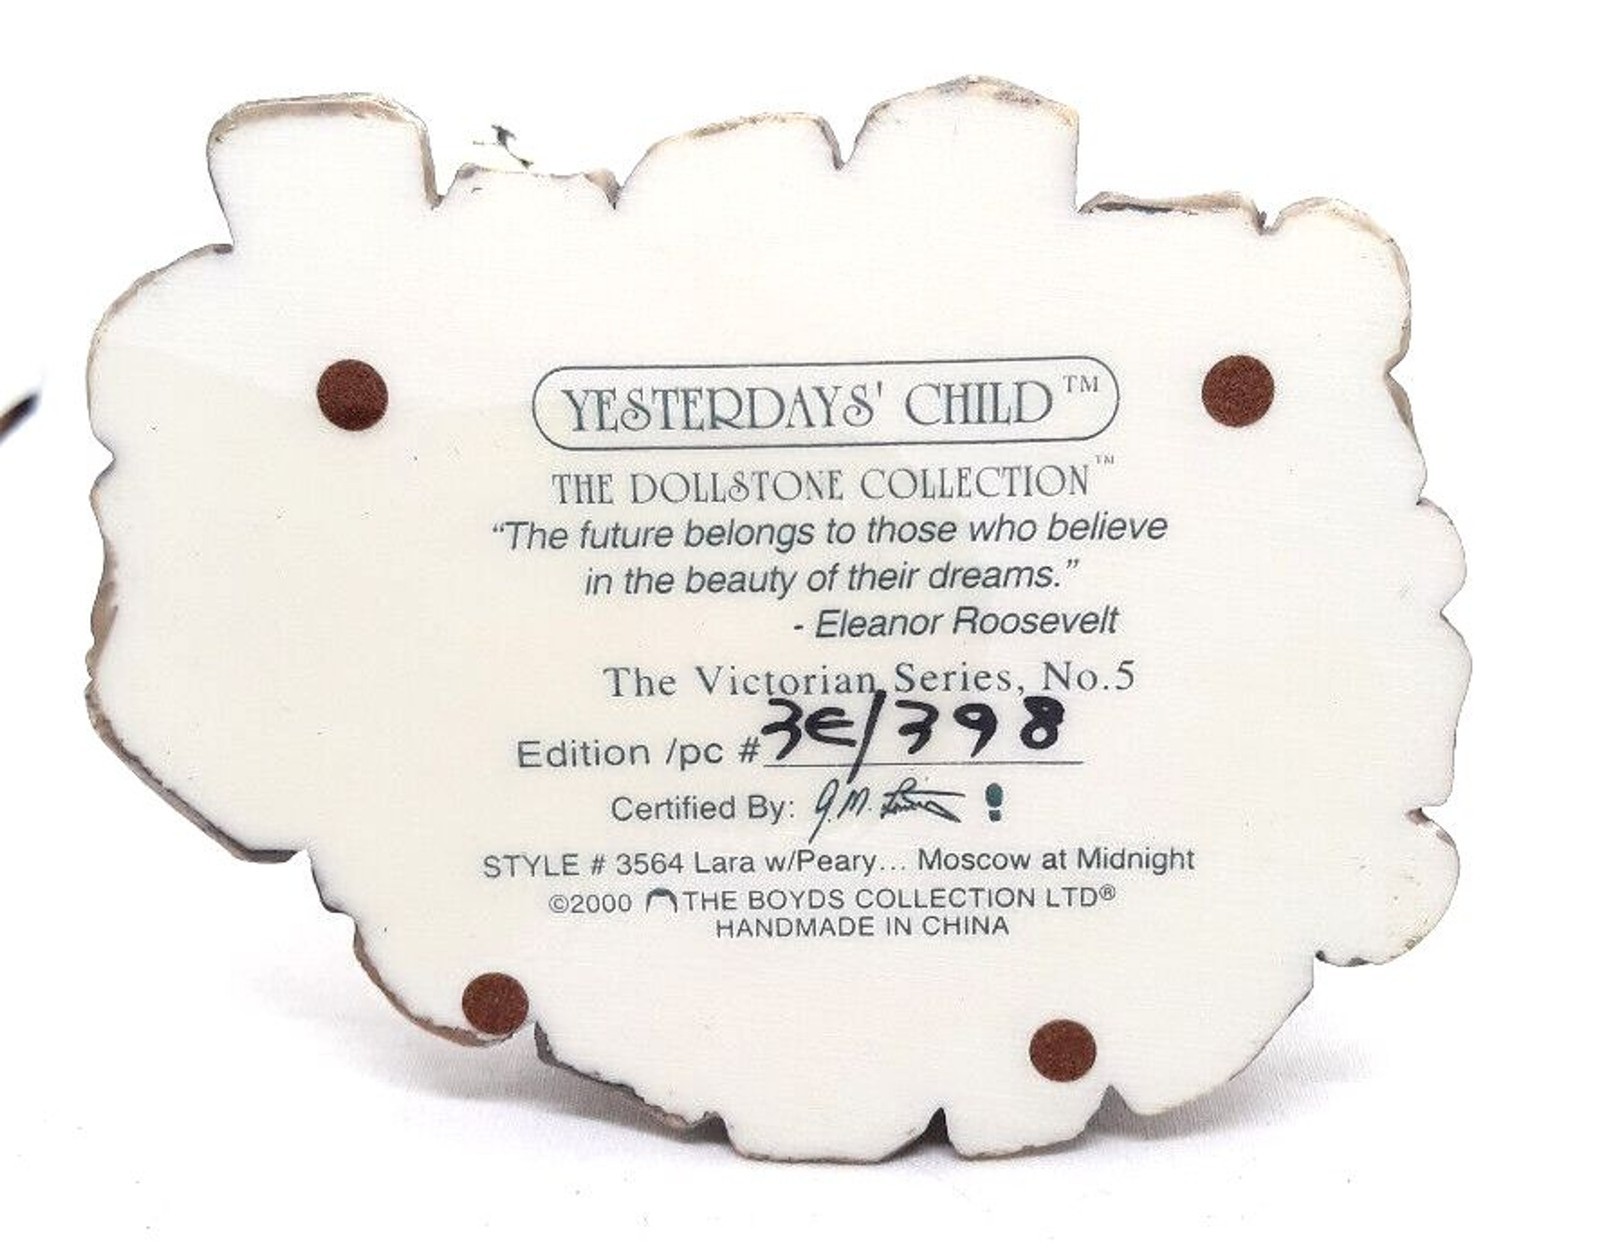 YESTERDAYS' CHILD™
THE DOLLSTONE COLLECTION™
“The future belongs to those who believe
in the beauty of their dreams.”
- Eleanor Roosevelt
The Victorian Series, No.5
Edition /pc # 3E/398
Certified By: G.M.
STYLE # 3564 Lara w/Peary... Moscow at Midnight
©2000 THE BOYDS COLLECTION LTD®
HANDMADE IN CHINA